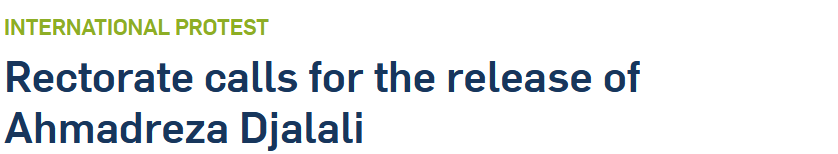 INTERNATIONAL PROTEST
Rectorate calls for the release of
Ahmadreza Djalali